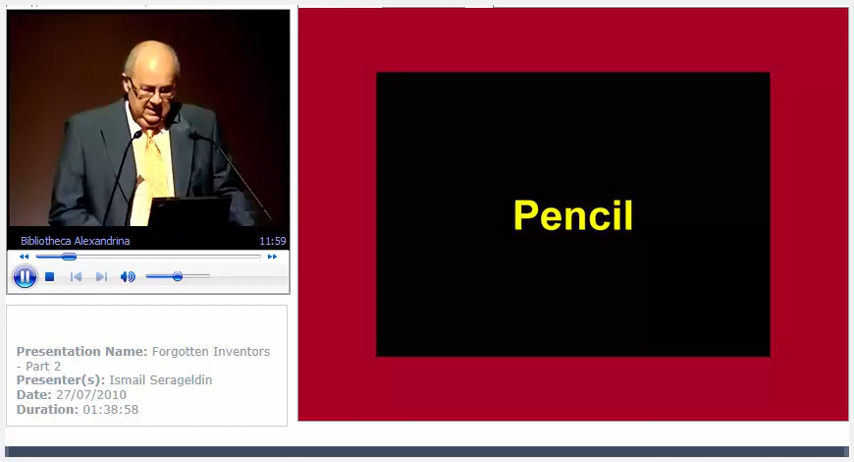 Bibliotheca Alexandrina 11:59
Presentation Name: Forgotten Inventors
- Part 2
Presenter(s): Ismail Serageldin
Date: 27/07/2010
Duration: 01:38:58
Pencil